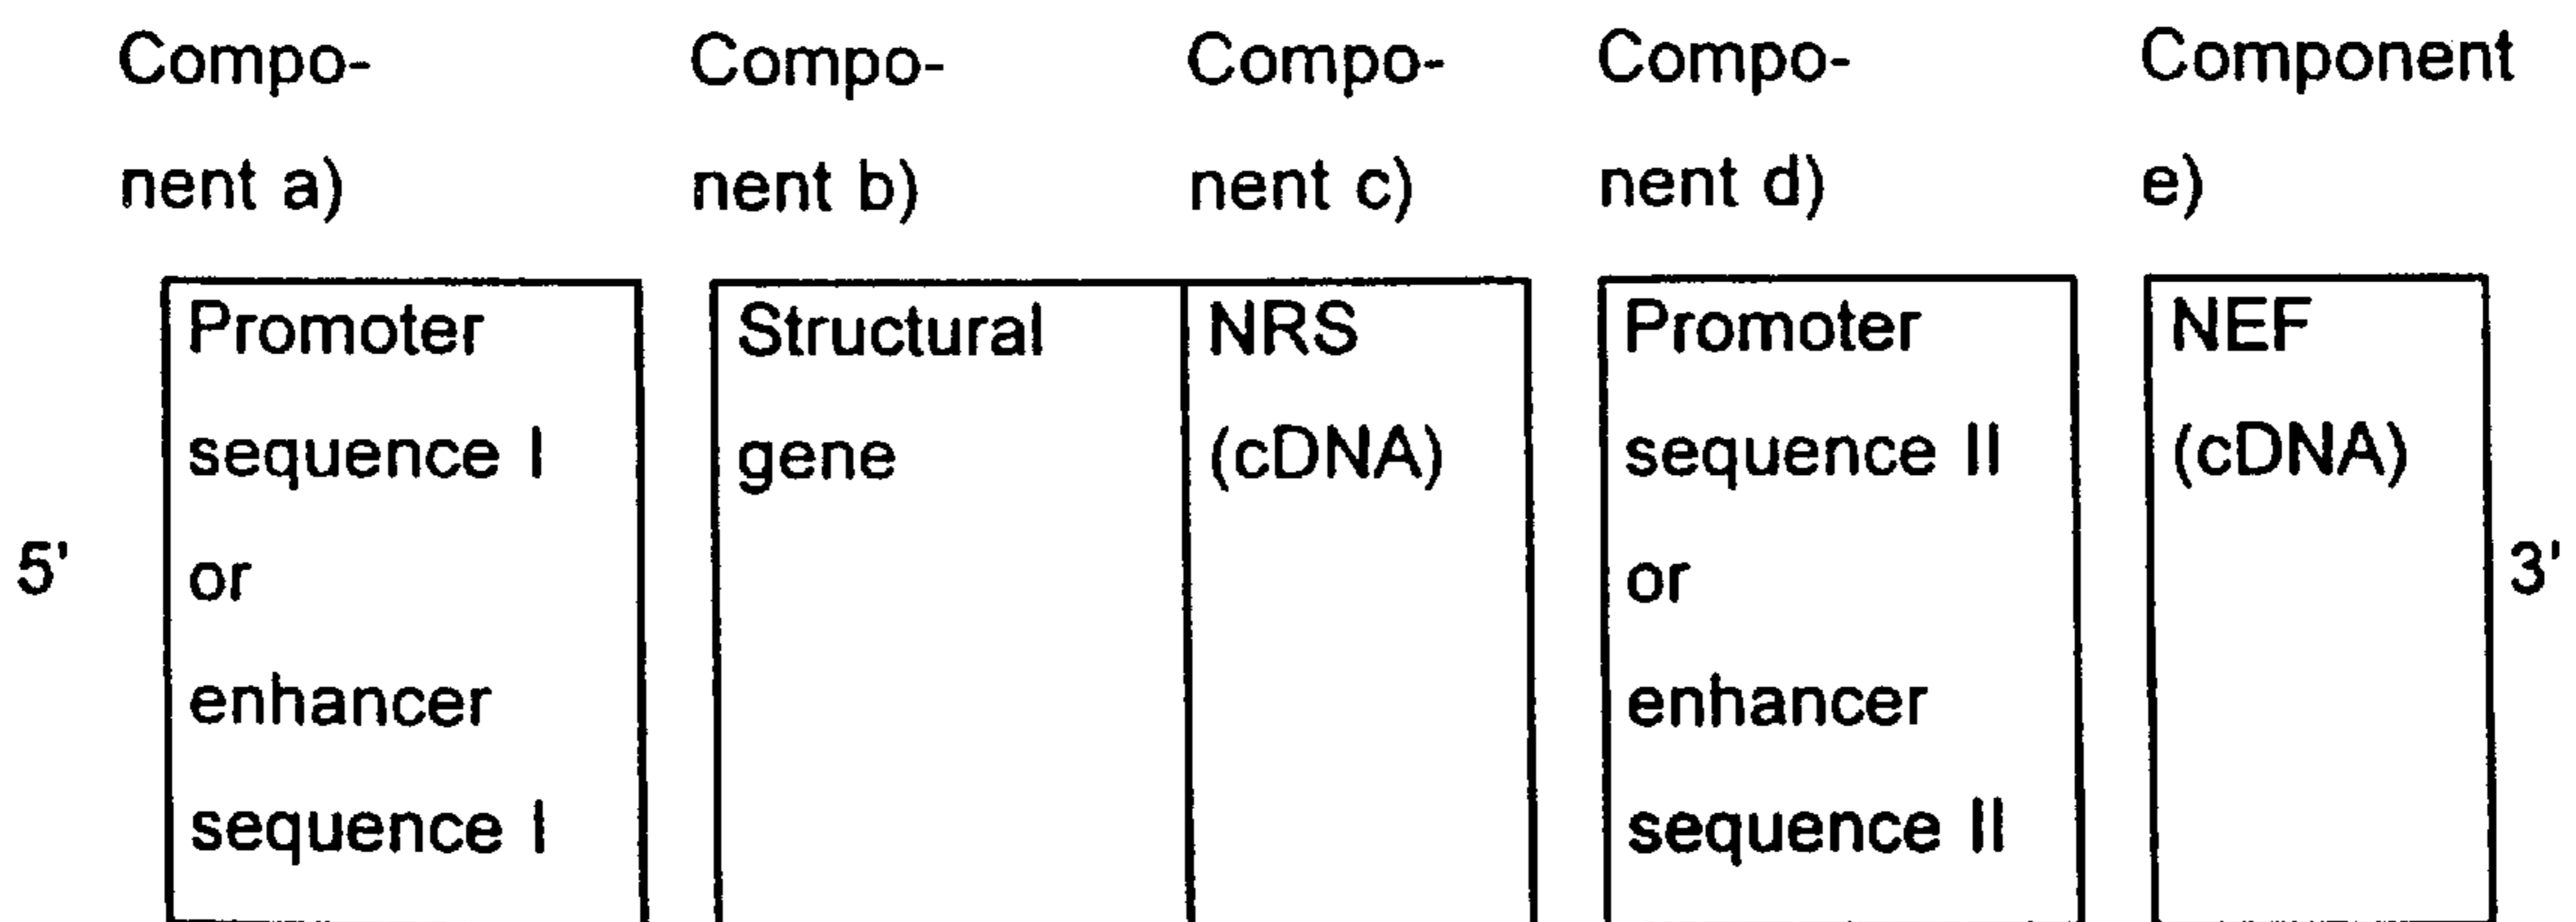 Compo- Compo- Compo- Compo- Component
nent a) nent b) nent c) nent d) e)
Promoter Structural NRS Promoter NEF
sequence I gene (cDNA) sequence II (cDNA)
5' or or 3'
enhancer enhancer
sequence I sequence II